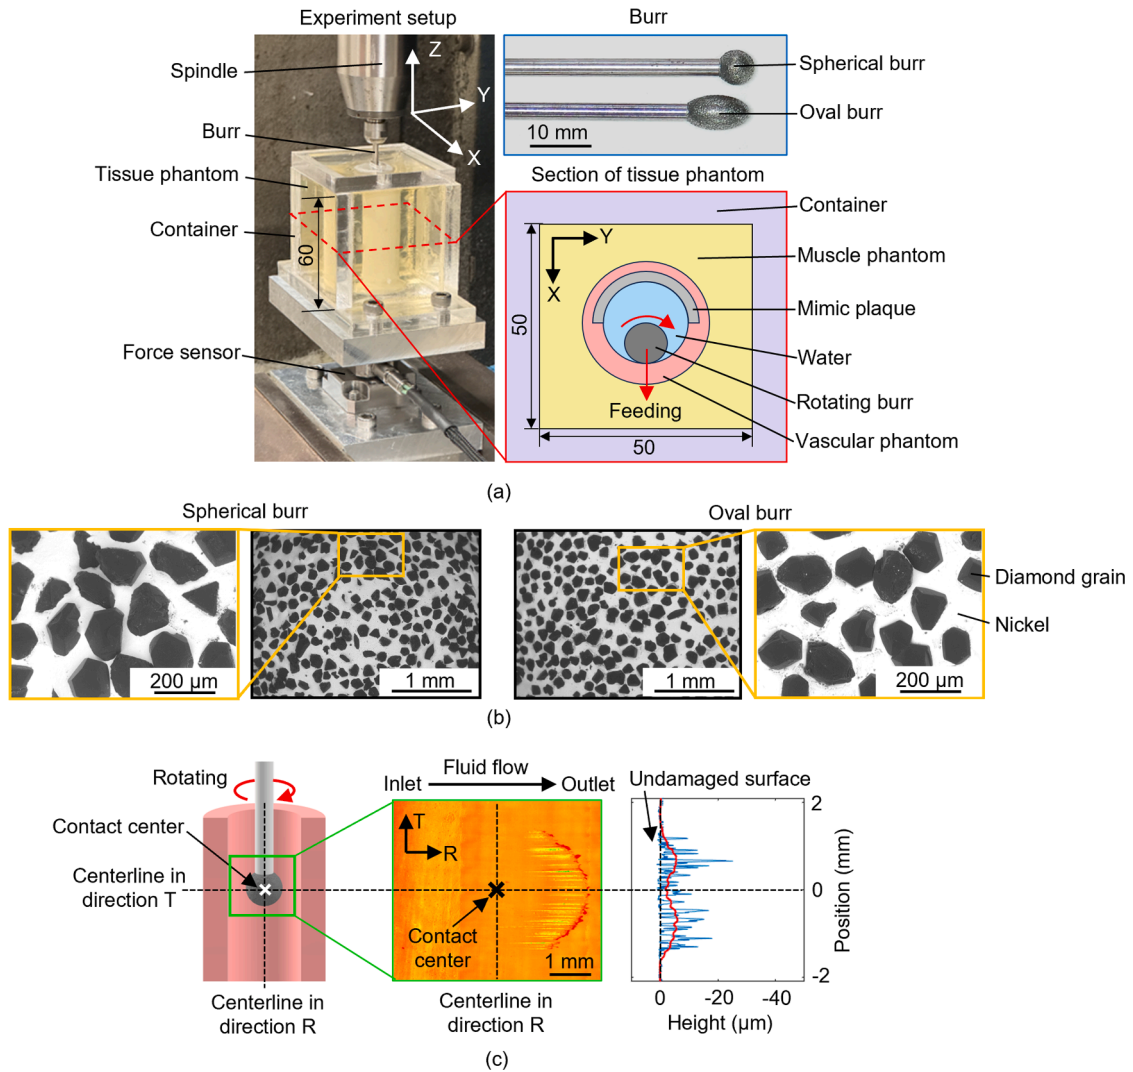 Experiment setup
Burr
Spindle
Z
Y
X
Burr
Tissue phantom
Container
60
Force sensor
Spherical burr
Oval burr
10 mm
Section of tissue phantom
Container
Y
X
Muscle phantom
Mimic plaque
Water
Rotating burr
Vascular phantom
Feeding
50
50
(a)
Spherical burr
Oval burr
200 μm
1 mm
1 mm
200 μm
Diamond grain
Nickel
(b)
Rotating
Contact center
Centerline in
direction T
Centerline in
direction R
Fluid flow
Inlet
Outlet
T
R
Contact
center
1 mm
Centerline in
direction R
Undamaged surface
2
0
-2
Position (mm)
0
-20
-40
Height (μm)
(c)